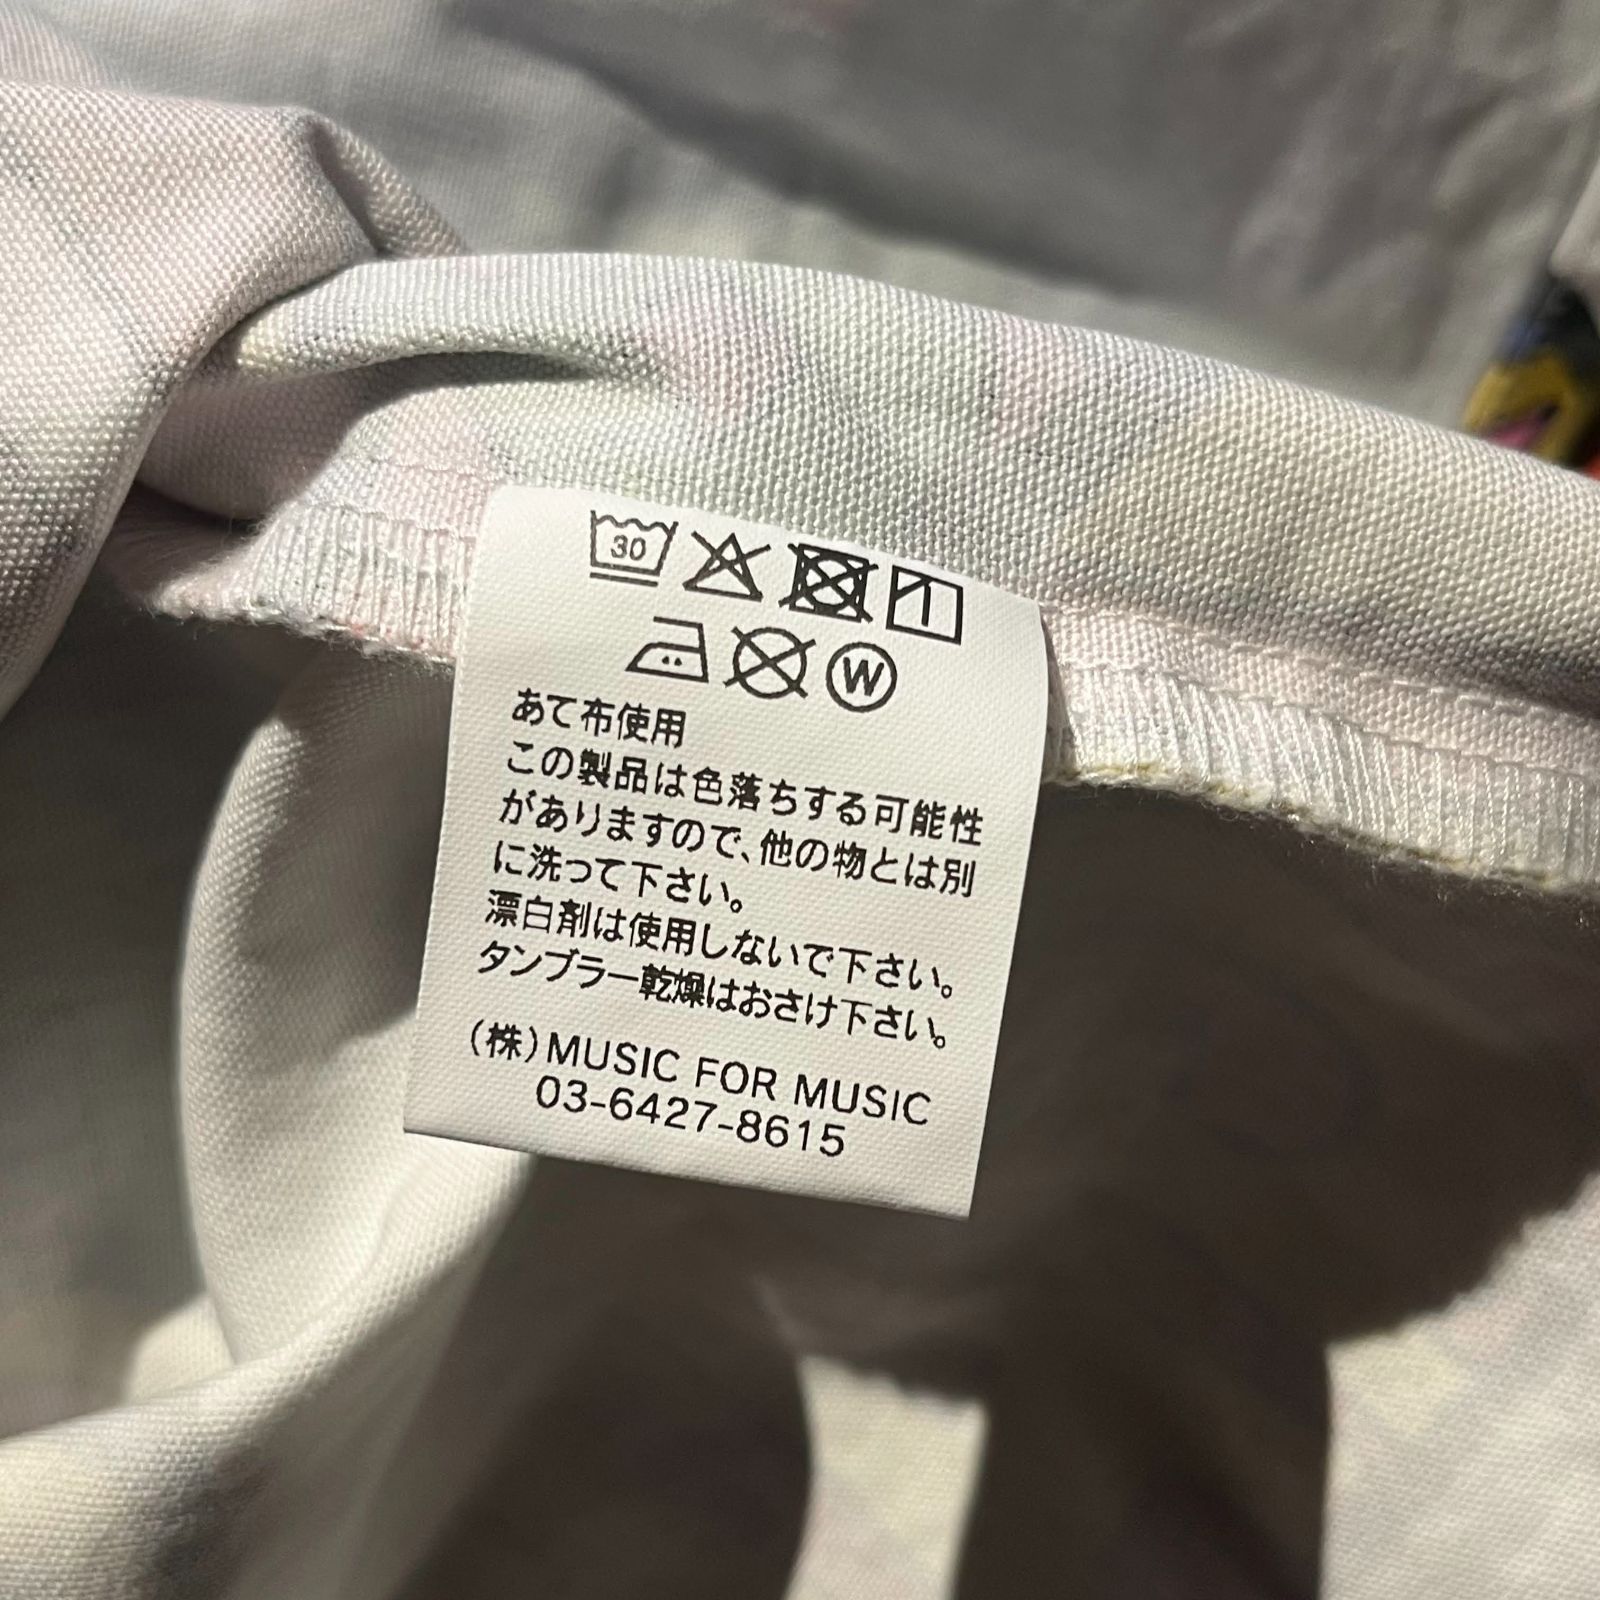 30
W
あて布使用
この製品は色落ちする可能性
がありますので、他の物とは別
に洗って下さい。
漂白剤は使用しないで下さい。
タンブラー乾燥はおさけ下さい。
(株)MUSIC FOR MUSIC
03-6427-8615